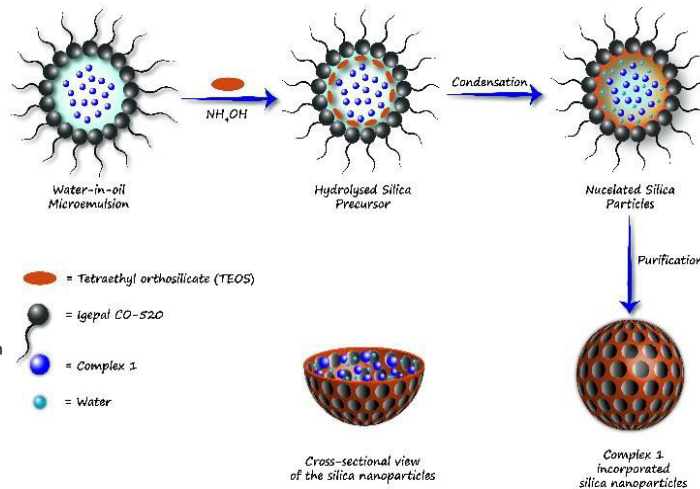 NH4OH
Condensation
Water-in-oil
Microemulsion
Hydrolysed Silica
Precursor
Nucelated Silica
Particles
Purification
= Tetraethyl orthosilicate (TEOS)
= Igepal CO-520
= Complex 1
= Water
Cross-sectional view
of the silica nanoparticles
Complex 1
incorporated
silica nanoparticles